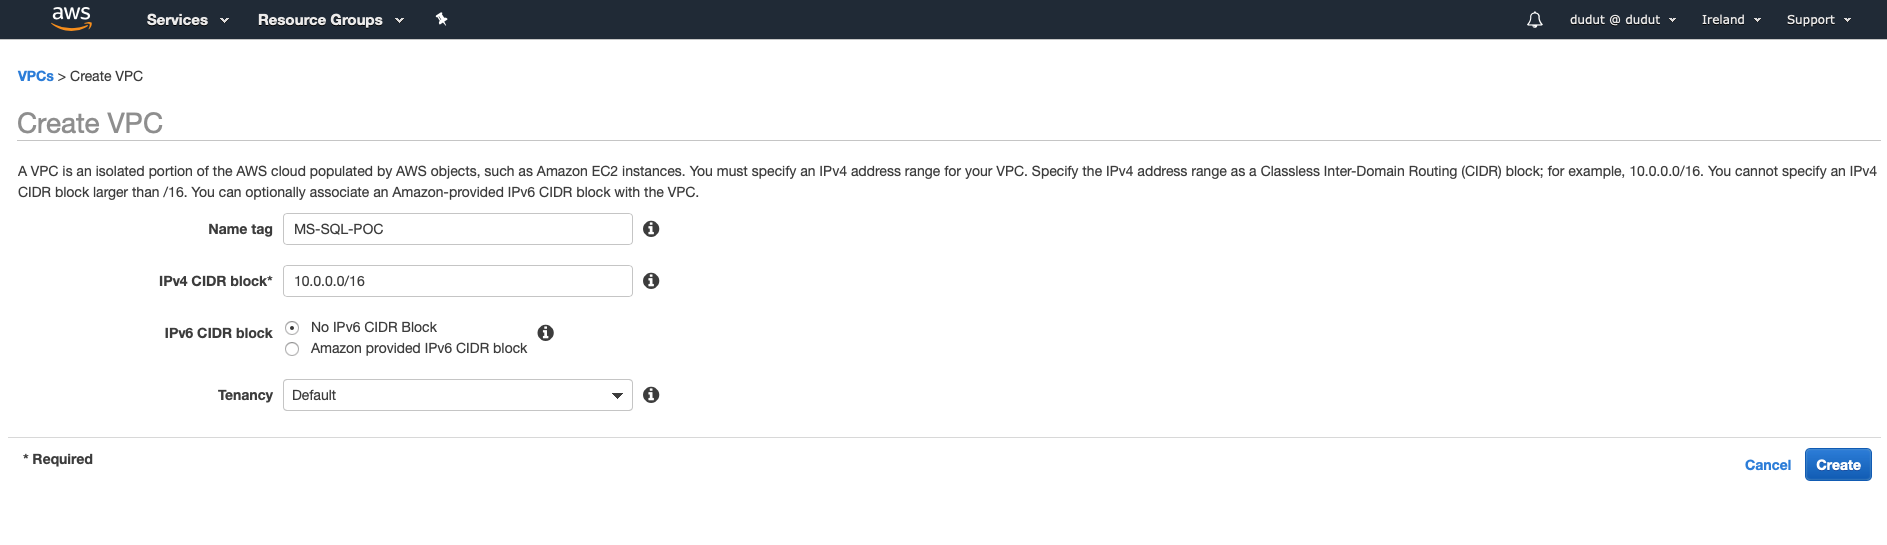 aws Services Resource Groups dudut @ dudut Ireland Support
VPCs > Create VPC
Create VPC
A VPC is an isolated portion of the AWS cloud populated by AWS objects, such as Amazon EC2 instances. You must specify an IPv4 address range for your VPC. Specify the IPv4 address range as a Classless Inter-Domain Routing (CIDR) block; for example, 10.0.0.0/16. You cannot specify an IPv4
CIDR block larger than /16. You can optionally associate an Amazon-provided IPv6 CIDR block with the VPC.
Name tag MS-SQL-POC
IPv4 CIDR block* 10.0.0.0/16
IPv6 CIDR block No IPv6 CIDR Block
Amazon provided IPv6 CIDR block
Tenancy Default
* Required
Cancel Create